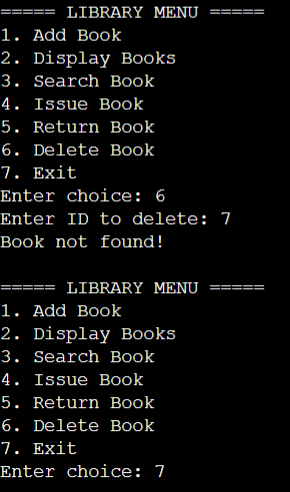 ===== LIBRARY MENU =====
1. Add Book
2. Display Books
3. Search Book
4. Issue Book
5. Return Book
6. Delete Book
7. Exit
Enter choice: 6
Enter ID to delete: 7
Book not found!

===== LIBRARY MENU =====
1. Add Book
2. Display Books
3. Search Book
4. Issue Book
5. Return Book
6. Delete Book
7. Exit
Enter choice: 7